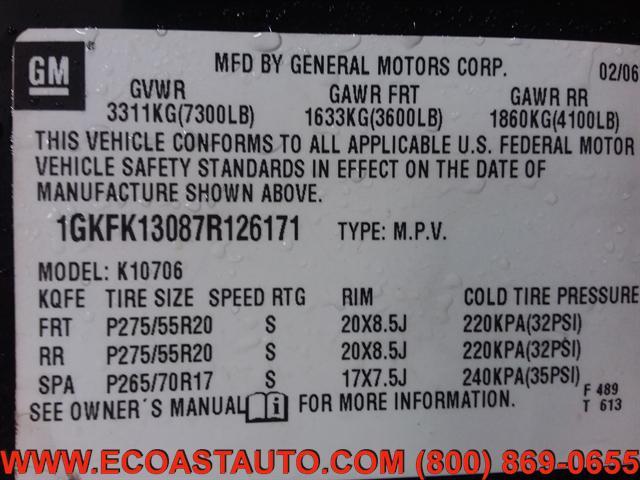 GM
MFD BY GENERAL MOTORS CORP. 02/06
GVWR GAWR FRT GAWR RR
3311KG(7300LB) 1633KG(3600LB) 1860KG(4100LB)
THIS VEHICLE CONFORMS TO ALL APPLICABLE U.S. FEDERAL MOTOR
VEHICLE SAFETY STANDARDS IN EFFECT ON THE DATE OF
MANUFACTURE SHOWN ABOVE.
1GKFK13087R126171 TYPE: M.P.V.
MODEL: K10706
KQFE TIRE SIZE SPEED RTG RIM COLD TIRE PRESSURE
FRT P275/55R20 S 20X8.5J 220KPA(32PSI)
RR P275/55R20 S 20X8.5J 220KPA(32PSI)
SPA P265/70R17 S 17X7.5J 240KPA(35PSI)
F 489
SEE OWNER´S MANUAL i FOR MORE INFORMATION. T 613
WWW.ECOASTAUTO.COM (800) 869-0655